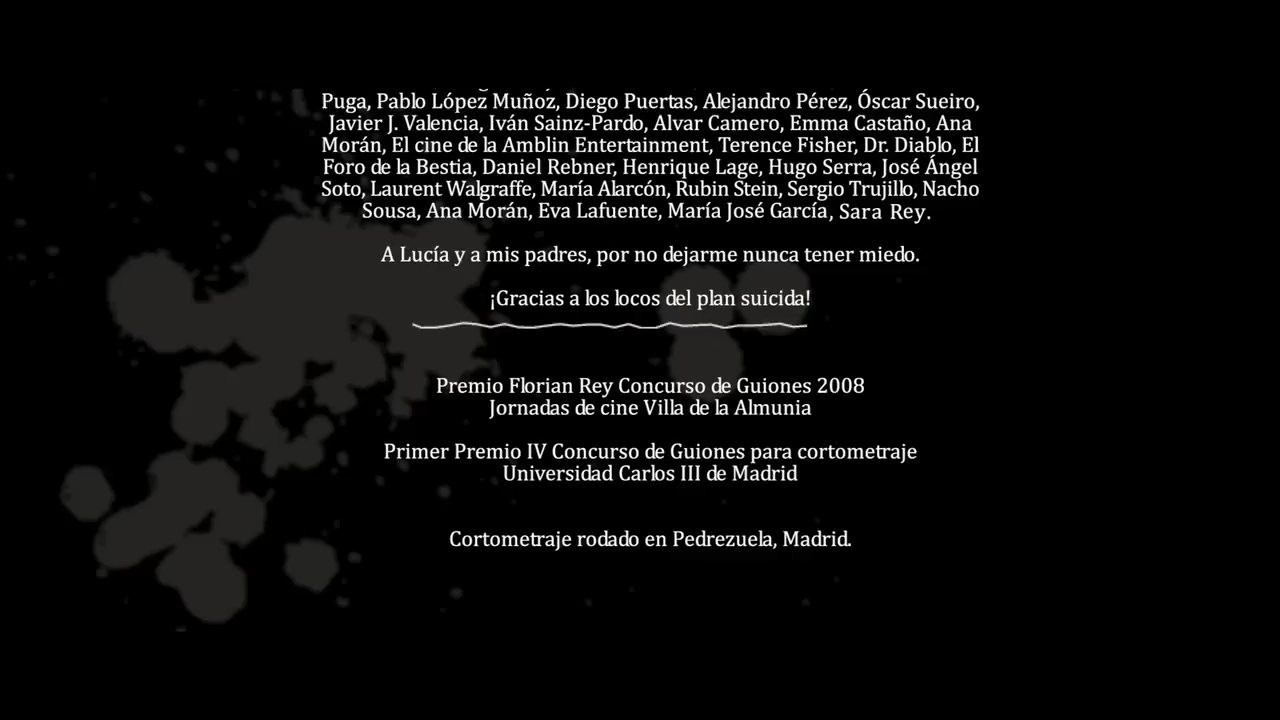 Puga, Pablo López Muñoz, Diego Puertas, Alejandro Pérez, Óscar Sueiro,
Javier J. Valencia, Iván Sainz-Pardo, Alvar Camero, Emma Castaño, Ana
Morán, El cine de la Amblin Entertainment, Terence Fisher, Dr. Diablo, El
Foro de la Bestia, Daniel Rebner, Henrique Lage, Hugo Serra, José Ángel
Soto, Laurent Walgraffe, María Alarcón, Rubin Stein, Sergio Trujillo, Nacho
Sousa, Ana Morán, Eva Lafuente, María José García, Sara Rey.
A Lucía y a mis padres, por no dejarme nunca tener miedo.
¡Gracias a los locos del plan suicida!
Premio Florian Rey Concurso de Guiones 2008
Jornadas de cine Villa de la Almunia
Primer Premio IV Concurso de Guiones para cortometraje
Universidad Carlos III de Madrid
Cortometraje rodado en Pedrezuela, Madrid.